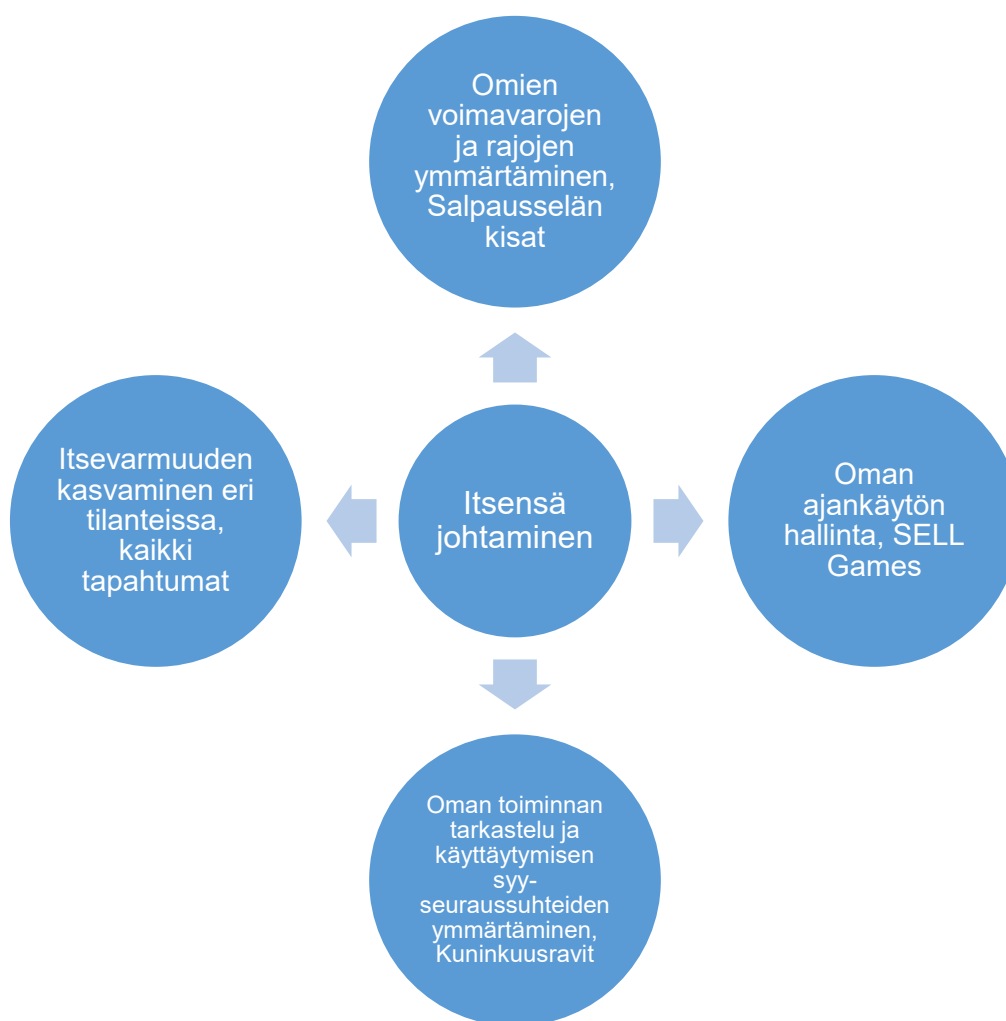 Omien
voimavarojen
ja rajojen
ymmärtäminen,
Salpausselän
kisat
Itsevarmuuden
kasvaminen eri
tilanteissa,
kaikki
tapahtumat
Itsensä
johtaminen
Oman
ajankäytön
hallinta, SELL
Games
Oman toiminnan
tarkastelu ja
käyttäytymisen
syy-
seuraussuhteiden
ymmärtäminen,
Kuninkuusravit